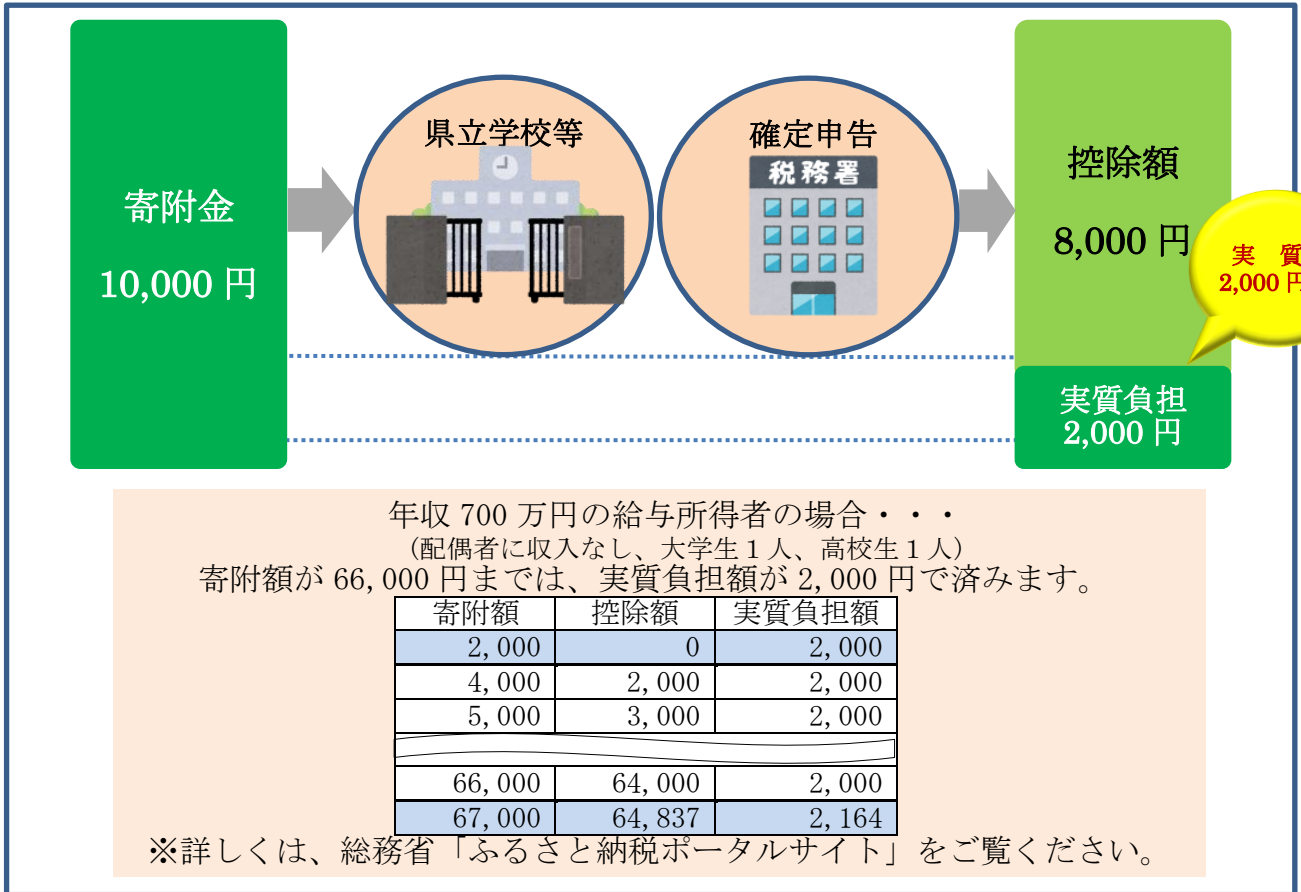 寄附金
10,000 円
県立学校等
確定申告
税務署
控除額
8,000 円
実 質
2,000 円
実質負担
2,000 円
年収 700 万円の給与所得者の場合・・・
(配偶者に収入なし、大学生１人、高校生１人)
寄附額が 66,000 円までは、実質負担額が 2,000 円で済みます。
寄附額 控除額 実質負担額
2,000 0 2,000
4,000 2,000 2,000
5,000 3,000 2,000
66,000 64,000 2,000
67,000 64,837 2,164
※詳しくは、総務省「ふるさと納税ポータルサイト」をご覧ください。